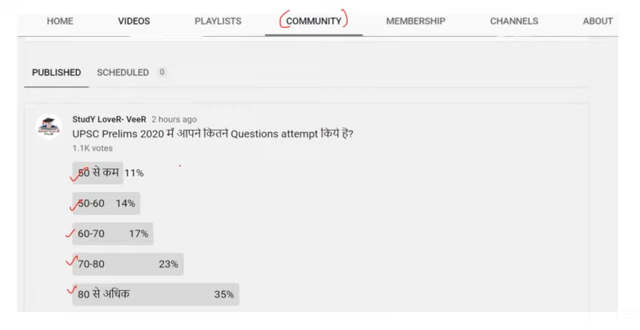 HOME VIDEOS PLAYLISTS COMMUNITY MEMBERSHIP CHANNELS ABOUT
PUBLISHED SCHEDULED 0
StudY LoveR- VeeR 2 hours ago
UPSC Prelims 2020 में आपने कितने Questions attempt किये है?
1.1K votes
50 से कम 11%
50-60 14%
60-70 17%
70-80 23%
80 से अधिक 35%